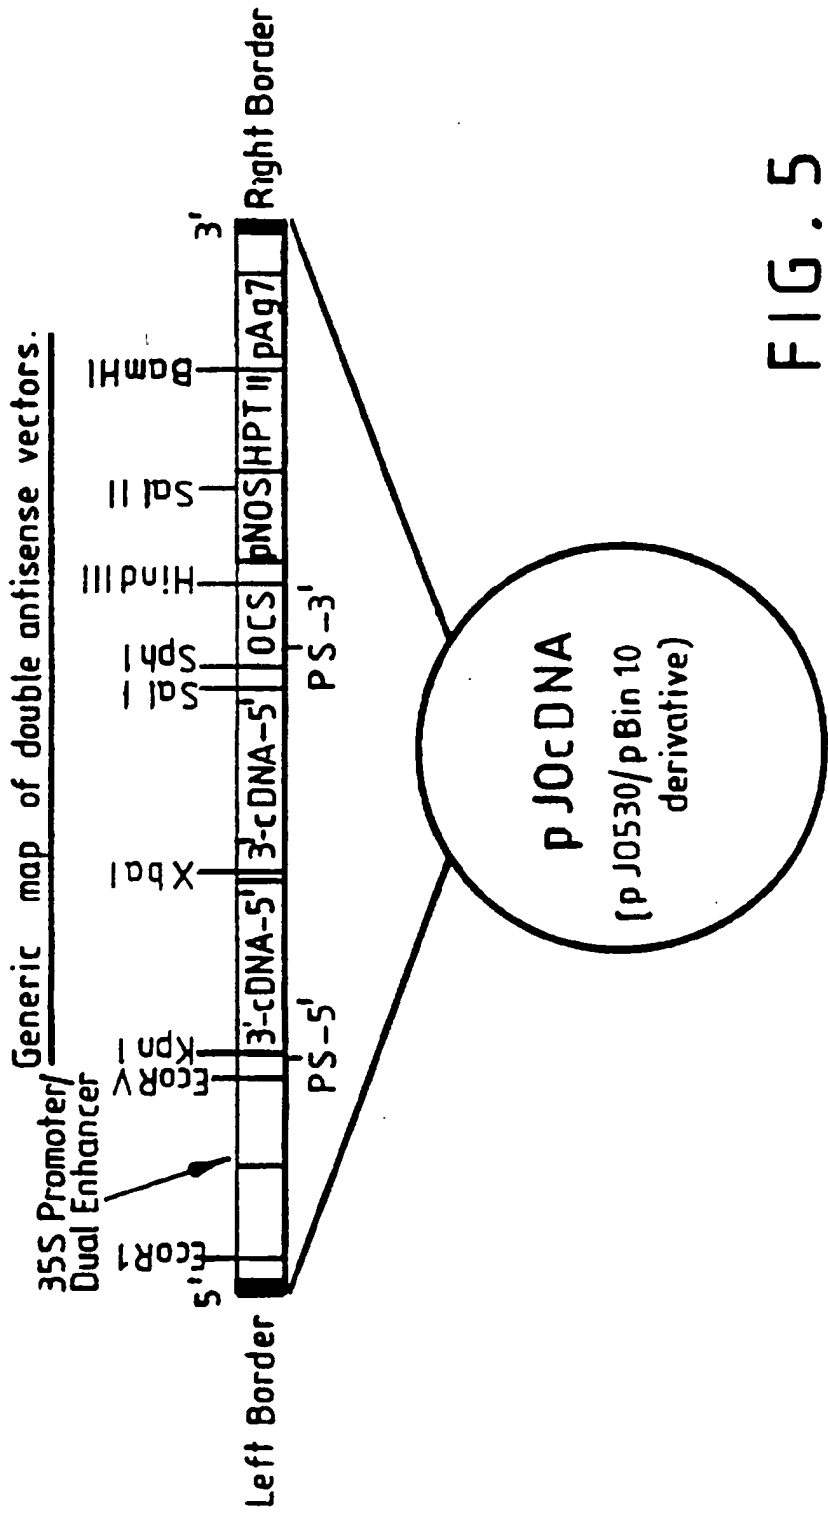 Generic map of double antisense vectors.
35S Promoter/
Dual Enhancer
EcoR1
EcoRV
Kpn I
XbaI
Sal I
Sph I
Hind III
Sal II
BamHI
5'
3'
Left Border
3'-cDNA-5'
3'-cDNA-5'
OCS
pNOS
HPT II
pAg7
Right Border
PS-5'
PS-3'
pJOcDNA
[pJO530/pBin 10
derivative)
FIG. 5